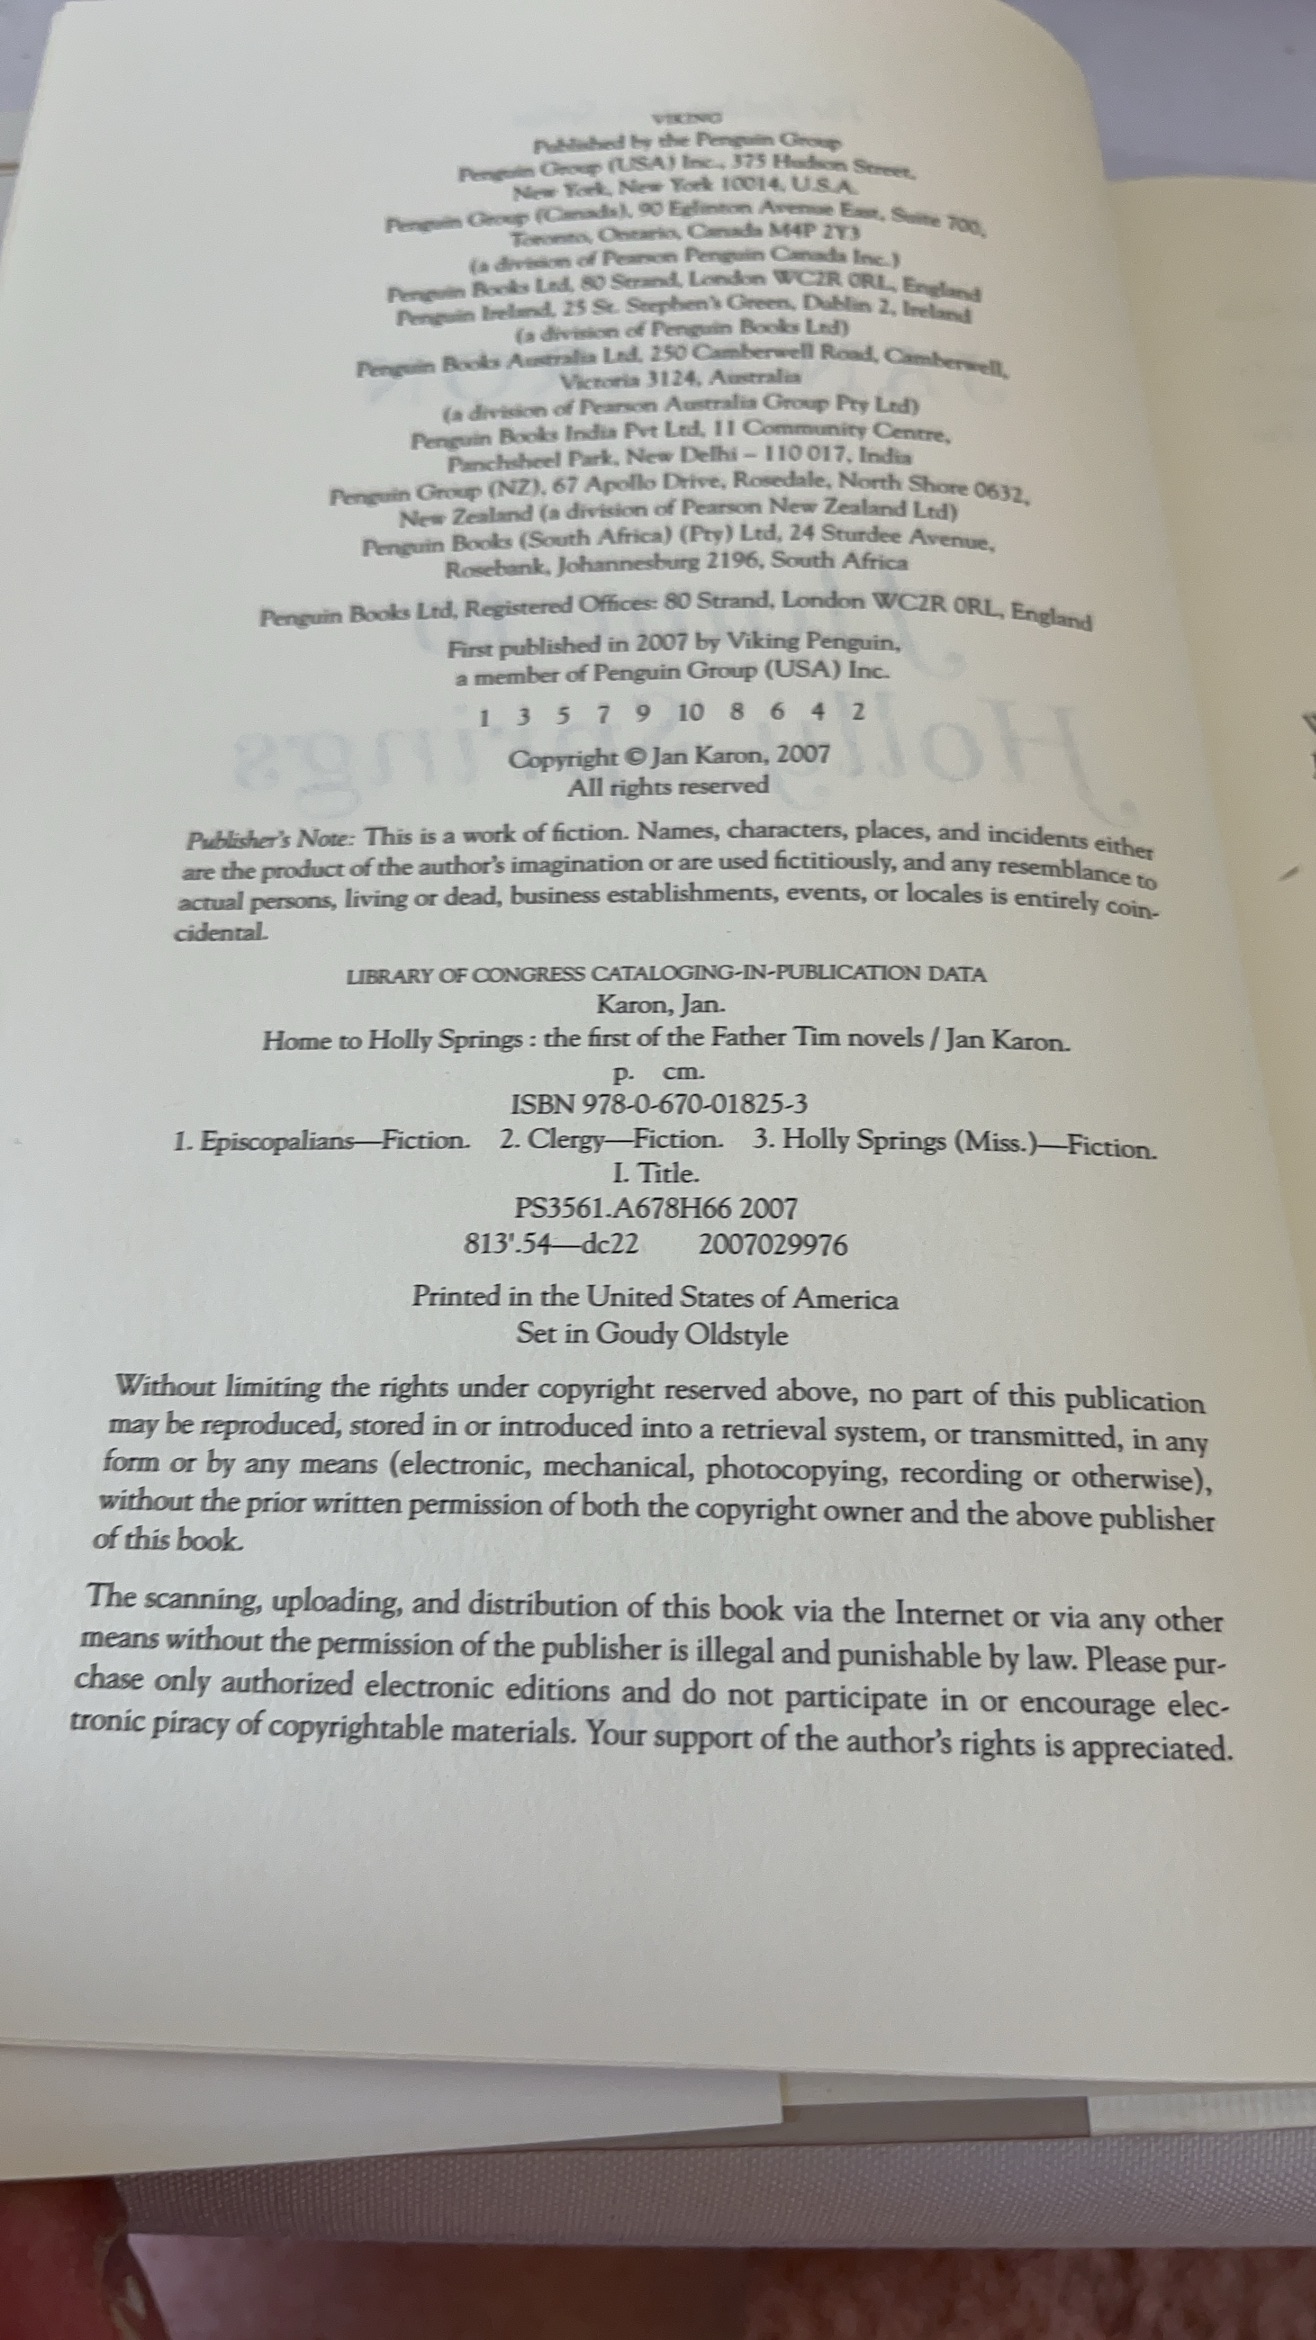 VIKING
Published by the Penguin Group
Penguin Group (USA) Inc., 375 Hudson Street,
New York, New York 10014, U.S.A.
Penguin Group (Canada), 90 Eglinton Avenue East, Suite 700,
Toronto, Ontario, Canada M4P 2Y3
(a division of Pearson Penguin Canada Inc.)
Penguin Books Ltd, 80 Strand, London WC2R 0RL, England
Penguin Ireland, 25 St. Stephen's Green, Dublin 2, Ireland
(a division of Penguin Books Ltd)
Penguin Books Australia Ltd, 250 Camberwell Road, Camberwell,
Victoria 3124, Australia
(a division of Pearson Australia Group Pty Ltd)
Penguin Books India Pvt Ltd, 11 Community Centre,
Panchsheel Park, New Delhi – 110 017, India
Penguin Group (NZ), 67 Apollo Drive, Rosedale, North Shore 0632,
New Zealand (a division of Pearson New Zealand Ltd)
Penguin Books (South Africa) (Pty) Ltd, 24 Sturdee Avenue,
Rosebank, Johannesburg 2196, South Africa
Penguin Books Ltd, Registered Offices: 80 Strand, London WC2R 0RL, England
First published in 2007 by Viking Penguin,
a member of Penguin Group (USA) Inc.
1 3 5 7 9 10 8 6 4 2
Copyright © Jan Karon, 2007
All rights reserved
Publisher's Note: This is a work of fiction. Names, characters, places, and incidents either
are the product of the author's imagination or are used fictitiously, and any resemblance to
actual persons, living or dead, business establishments, events, or locales is entirely coin-
cidental.
LIBRARY OF CONGRESS CATALOGING-IN-PUBLICATION DATA
Karon, Jan.
Home to Holly Springs : the first of the Father Tim novels / Jan Karon.
p. cm.
ISBN 978-0-670-01825-3
1. Episcopalians—Fiction. 2. Clergy—Fiction. 3. Holly Springs (Miss.)—Fiction.
I. Title.
PS3561.A678H66 2007
813'.54—dc22 2007029976
Printed in the United States of America
Set in Goudy Oldstyle
Without limiting the rights under copyright reserved above, no part of this publication
may be reproduced, stored in or introduced into a retrieval system, or transmitted, in any
form or by any means (electronic, mechanical, photocopying, recording or otherwise),
without the prior written permission of both the copyright owner and the above publisher
of this book.
The scanning, uploading, and distribution of this book via the Internet or via any other
means without the permission of the publisher is illegal and punishable by law. Please pur-
chase only authorized electronic editions and do not participate in or encourage elec-
tronic piracy of copyrightable materials. Your support of the author's rights is appreciated.